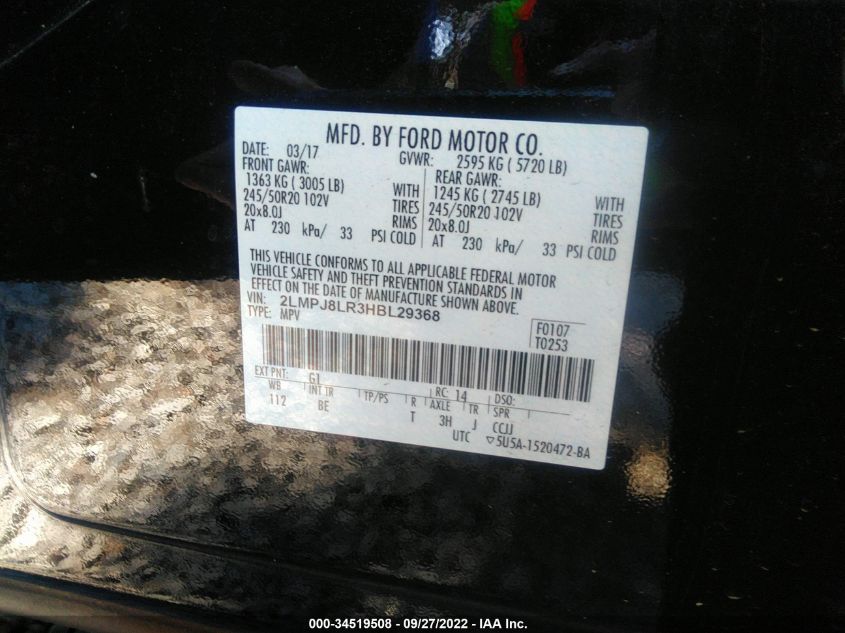 MFD. BY FORD MOTOR CO.
DATE: 03/17 GVWR: 2595 KG ( 5720 LB)
FRONT GAWR: REAR GAWR:
1363 KG ( 3005 LB) WITH 1245 KG ( 2745 LB) WITH
245/50R20 102V TIRES 245/50R20 102V TIRES
20x8.0J RIMS 20x8.0J RIMS
AT 230 kPa/ 33 PSI COLD AT 230 kPa/ 33 PSI COLD
THIS VEHICLE CONFORMS TO ALL APPLICABLE FEDERAL MOTOR
VEHICLE SAFETY AND THEFT PREVENTION STANDARDS IN
EFFECT ON THE DATE OF MANUFACTURE SHOWN ABOVE.
VIN: 2LMPJ8LR3HBL29368
TYPE: MPV
F0107
T0253
EXT PNT: G1 RC: 14 DSO:
WB INT TR TP/PS R AXLE TR SPR
112 BE T 3H J CCJJ
UTC ▽5U5A-1520472-BA
000-34519508 - 09/27/2022 - IAA Inc.